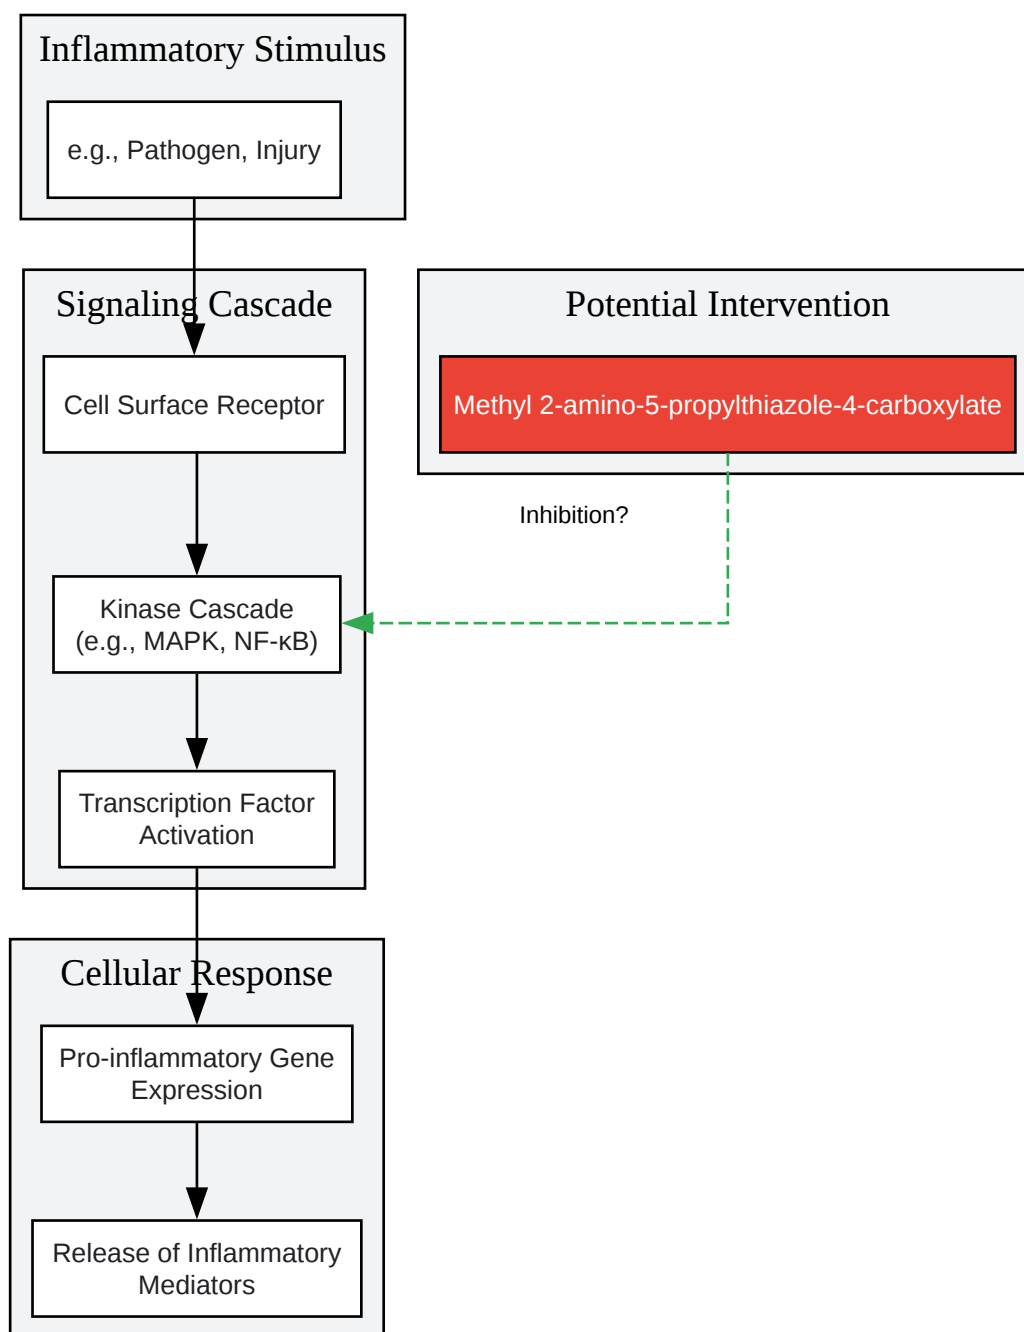 Inflammatory Stimulus
e.g., Pathogen, Injury
Signaling Cascade
Cell Surface Receptor
Potential Intervention
Methyl 2-amino-5-propylthiazole-4-carboxylate
Inhibition?
Kinase Cascade
(e.g., MAPK, NF-κB)
Transcription Factor
Activation
Cellular Response
Pro-inflammatory Gene
Expression
Release of Inflammatory
Mediators